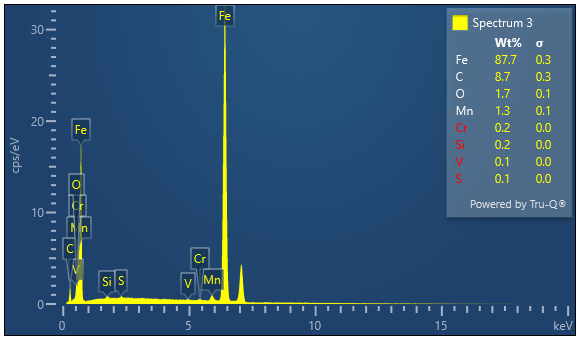 Spectrum 3
Wt% σ
Fe 87.7 0.3
C 8.7 0.3
O 1.7 0.1
Mn 1.3 0.1
Cr 0.2 0.0
Si 0.2 0.0
V 0.1 0.0
S 0.1 0.0
Powered by Tru-Q®
cps/eV
30
20
10
0
Fe
Fe
O
Cr
Mn
C
V
Si
S
V
Cr
Mn
0 5 10 15 keV